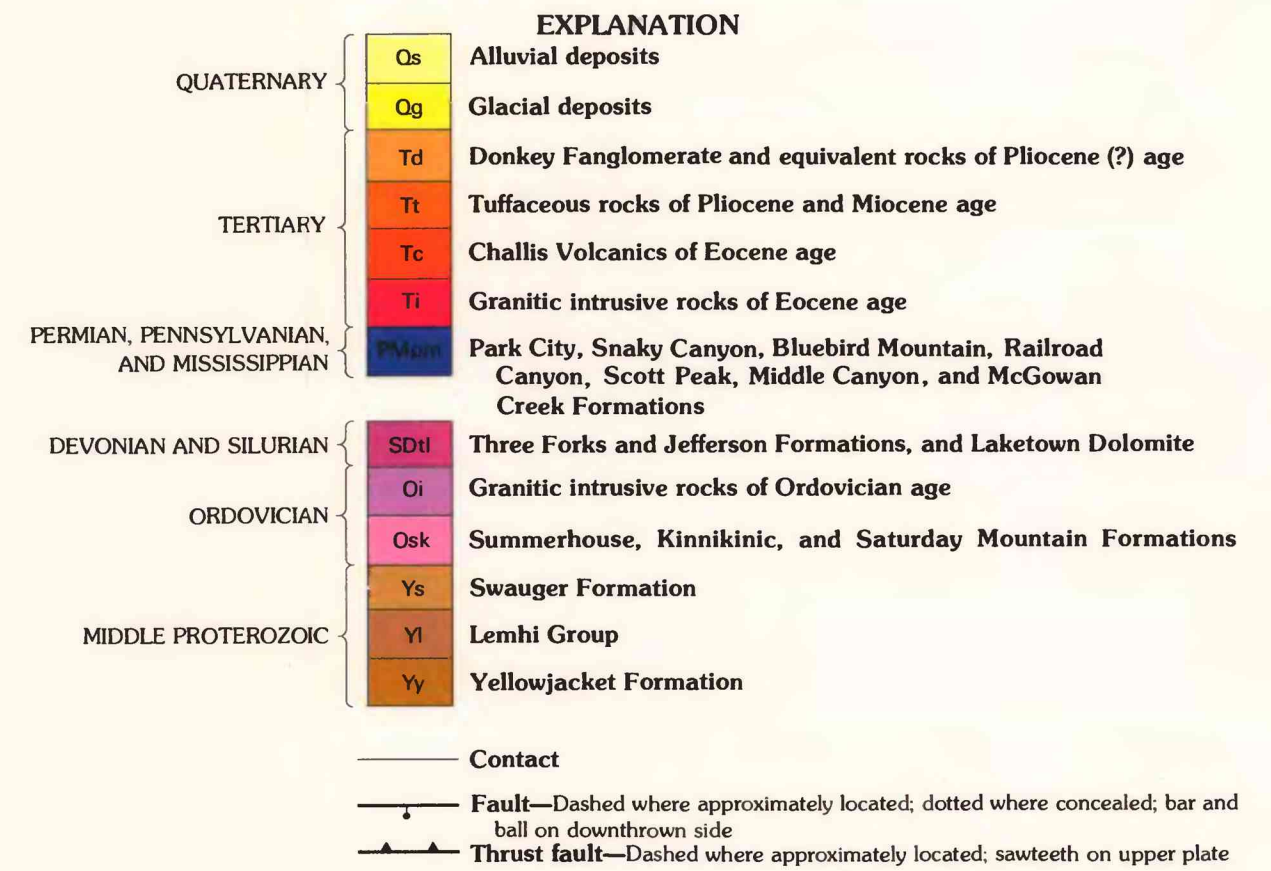 EXPLANATION
QUATERNARY
Qs Alluvial deposits
Qg Glacial deposits
TERTIARY
Td Donkey Fanglomerate and equivalent rocks of Pliocene (?) age
Tt Tuffaceous rocks of Pliocene and Miocene age
Tc Challis Volcanics of Eocene age
Ti Granitic intrusive rocks of Eocene age
PERMIAN, PENNSYLVANIAN,
AND MISSISSIPPIAN
PMpm Park City, Snaky Canyon, Bluebird Mountain, Railroad
Canyon, Scott Peak, Middle Canyon, and McGowan
Creek Formations
DEVONIAN AND SILURIAN
SDtl Three Forks and Jefferson Formations, and Laketown Dolomite
ORDOVICIAN
Oi Granitic intrusive rocks of Ordovician age
Osk Summerhouse, Kinnikinic, and Saturday Mountain Formations
MIDDLE PROTEROZOIC
Ys Swauger Formation
Yl Lemhi Group
Yy Yellowjacket Formation
Contact
Fault—Dashed where approximately located; dotted where concealed; bar and
ball on downthrown side
Thrust fault—Dashed where approximately located; sawteeth on upper plate